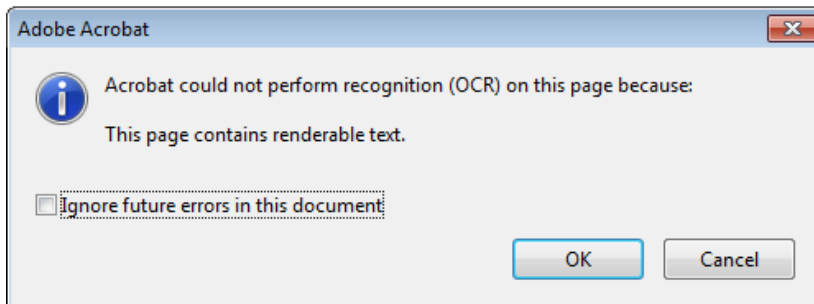 Adobe Acrobat
Acrobat could not perform recognition (OCR) on this page because:
This page contains renderable text.
Ignore future errors in this document
OK
Cancel